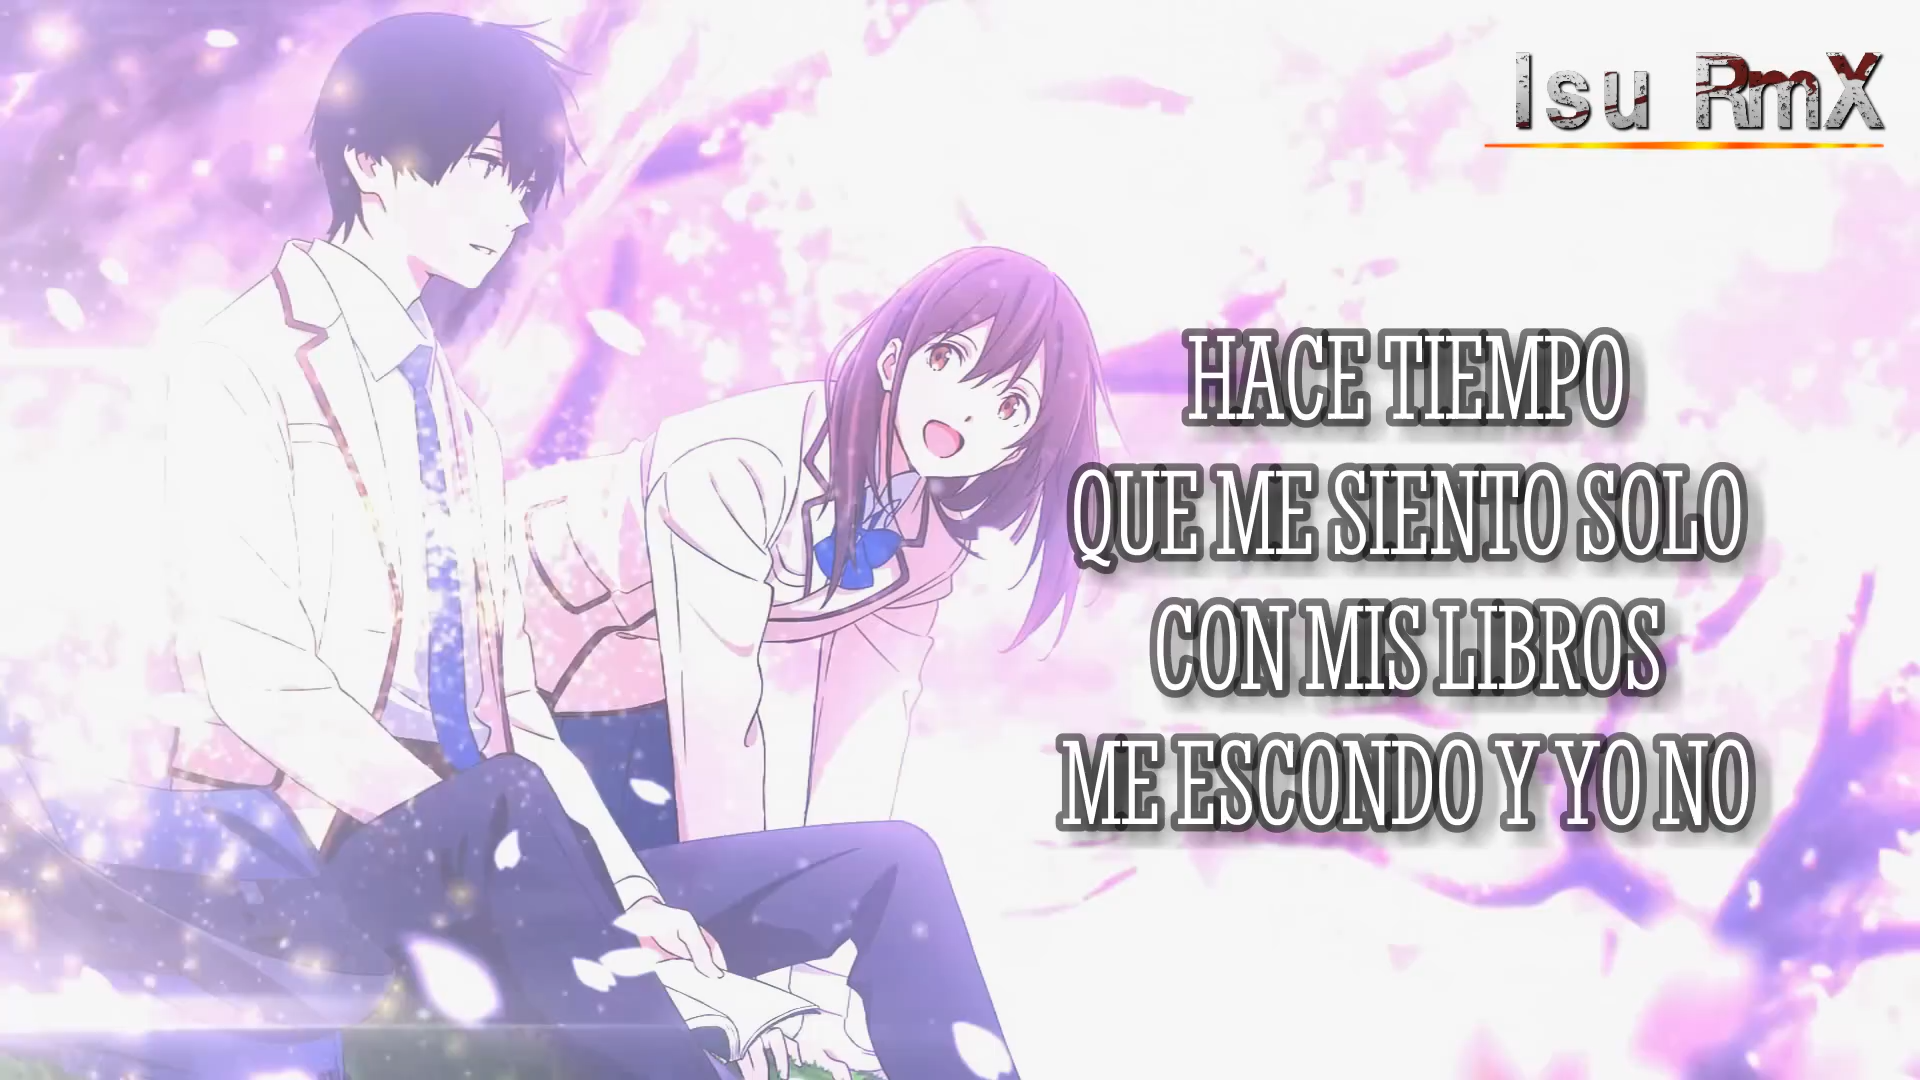 Isu RmX
HACE TIEMPO
QUE ME SIENTO SOLO
CON MIS LIBROS
ME ESCONDO Y YO NO